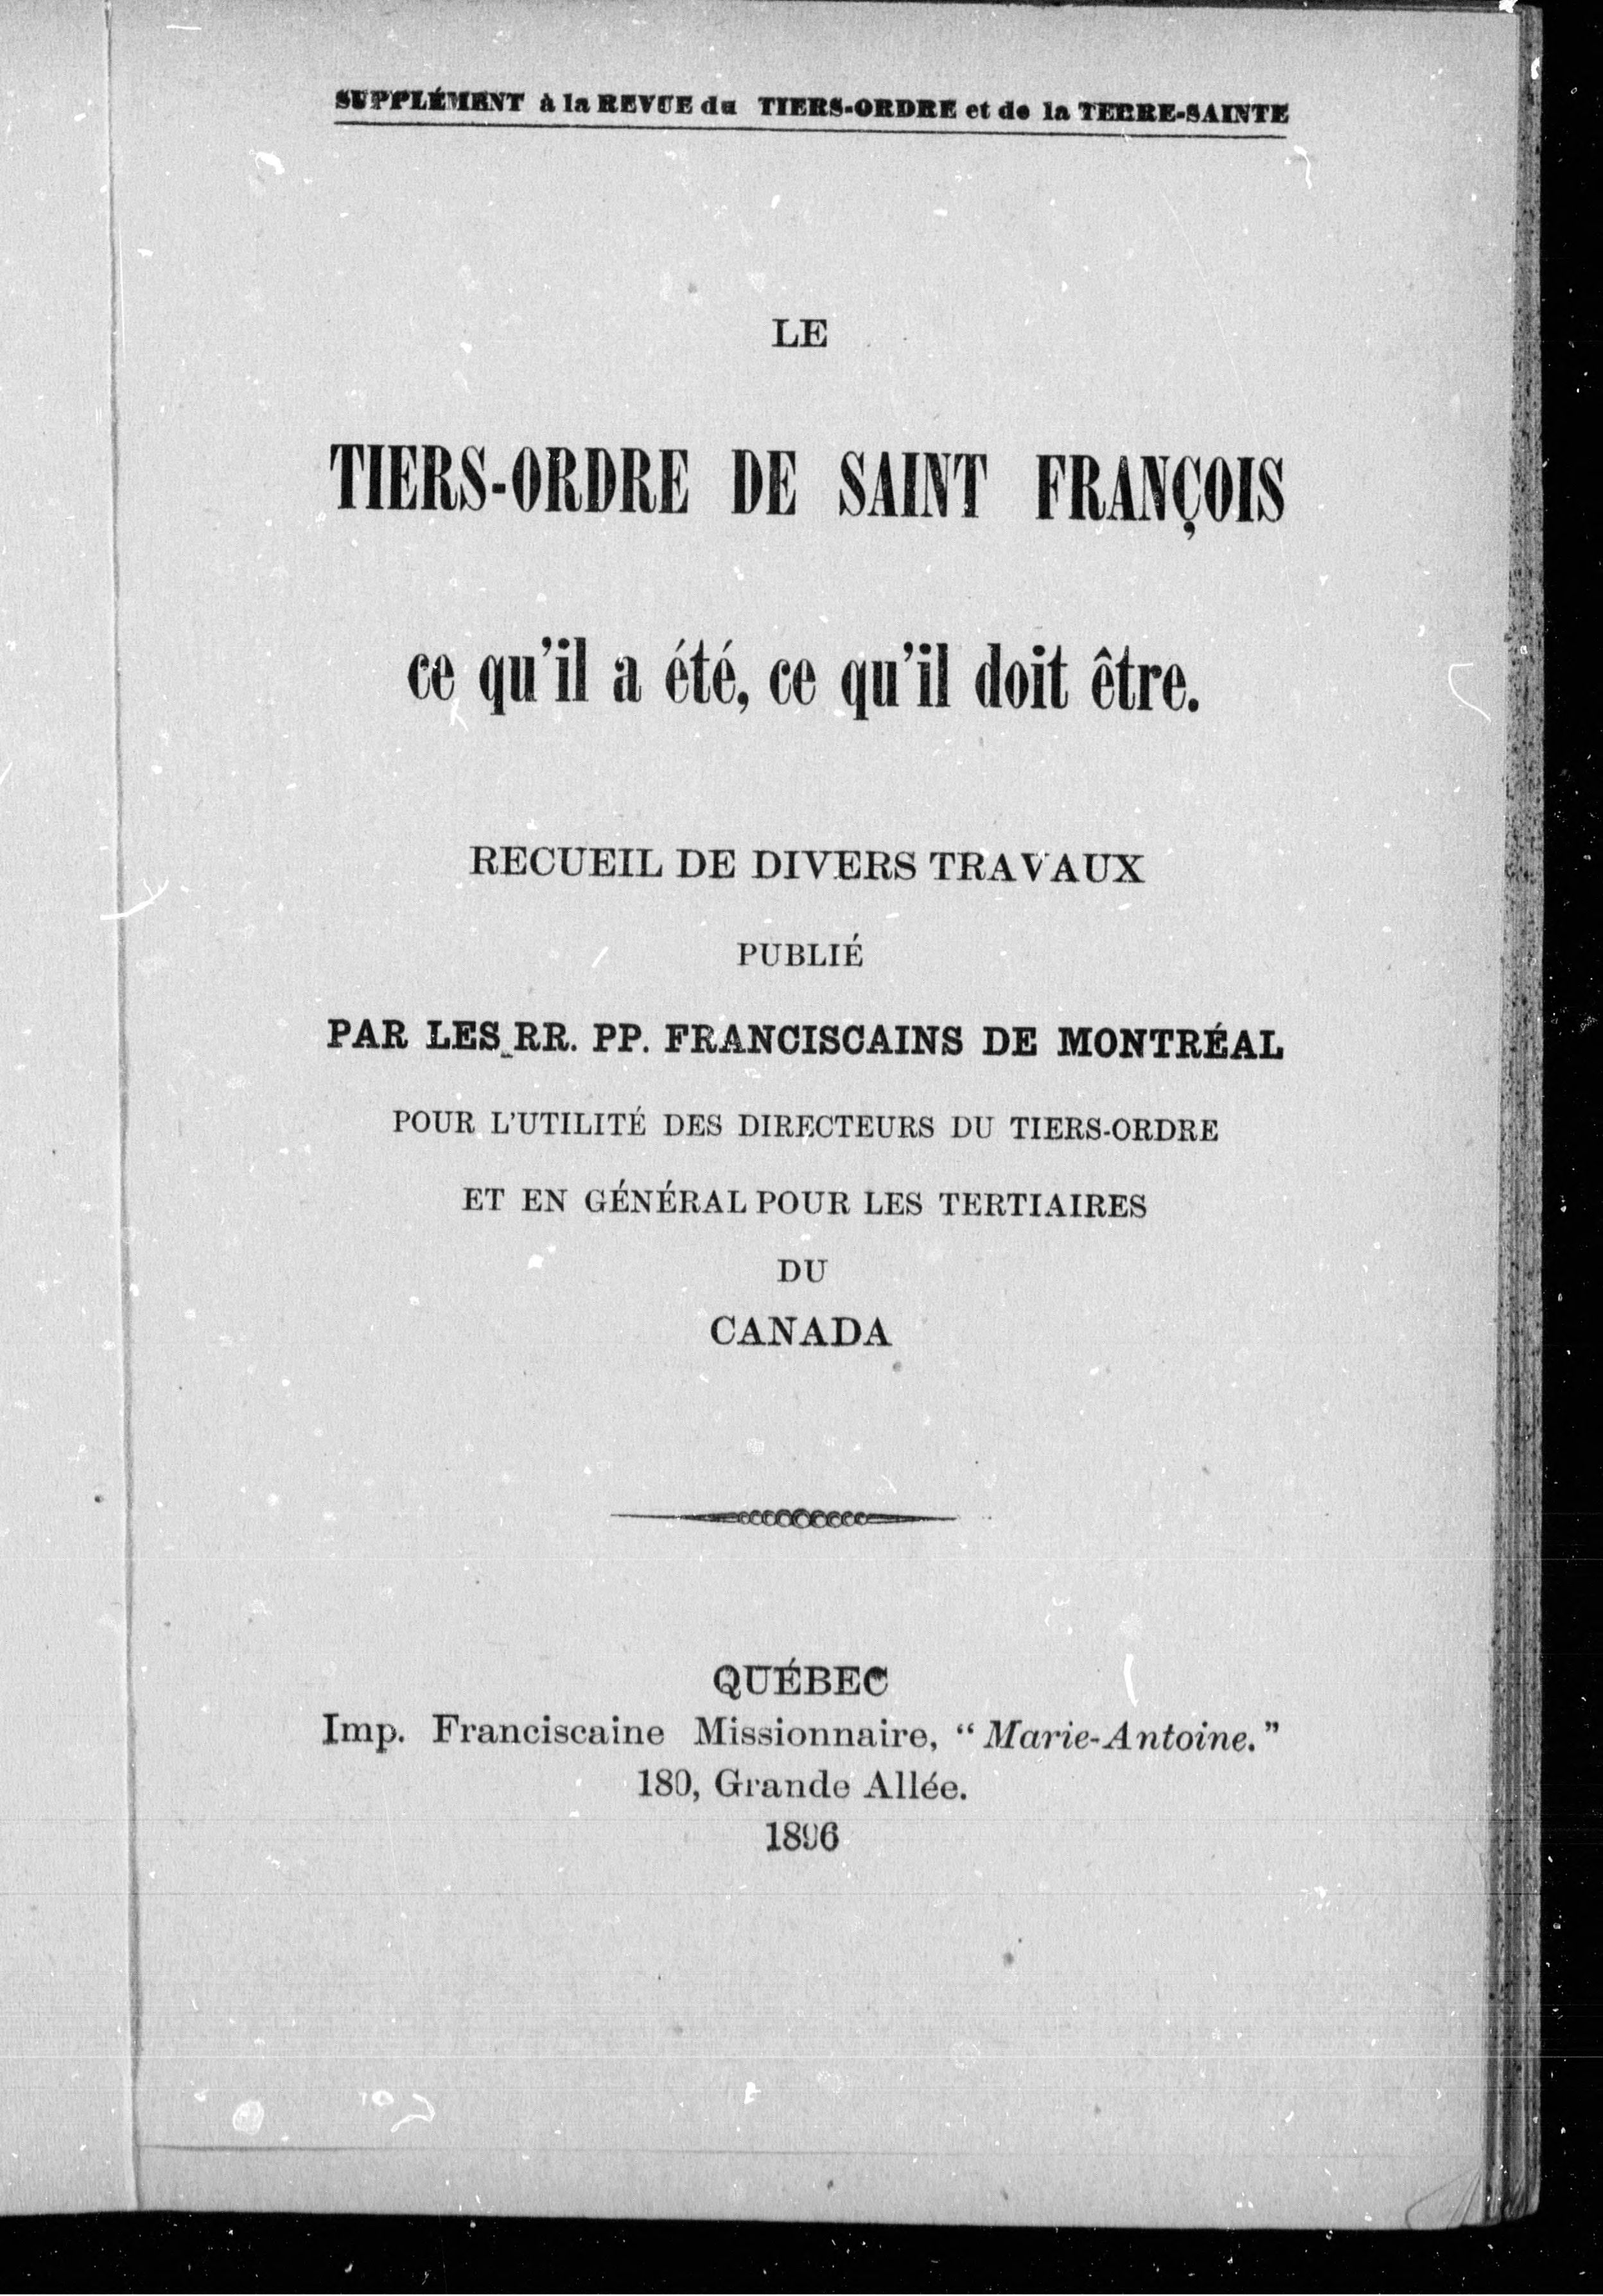 SUPPLÉMENT à la REVUE du TIERS-ORDRE et de la TERRE-SAINTE
LE
TIERS-ORDRE DE SAINT FRANÇOIS
ce qu'il a été, ce qu'il doit être.
RECUEIL DE DIVERS TRAVAUX
PUBLIÉ
PAR LES RR. PP. FRANCISCAINS DE MONTRÉAL
POUR L'UTILITÉ DES DIRECTEURS DU TIERS-ORDRE
ET EN GÉNÉRAL POUR LES TERTIAIRES
DU
CANADA
QUÉBEC
Imp. Franciscaine Missionnaire, “ Marie-Antoine.”
180, Grande Allée.
1896